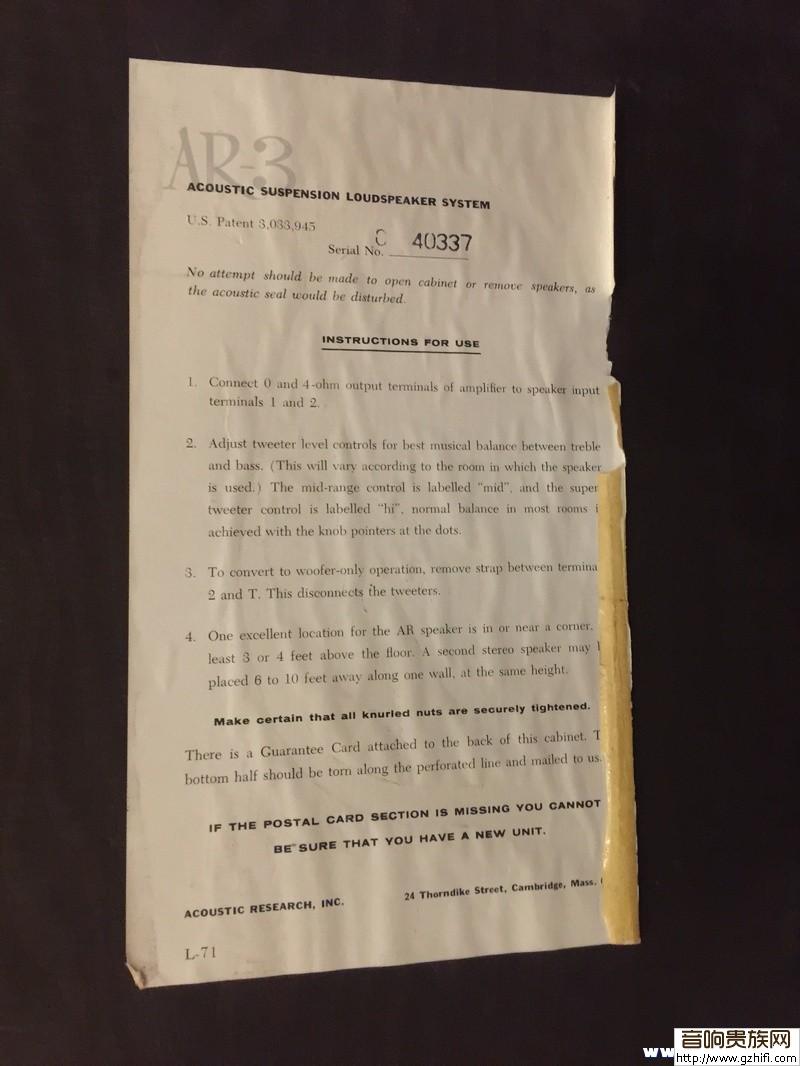 AR-3
ACOUSTIC SUSPENSION LOUDSPEAKER SYSTEM
U.S. Patent 3,033,945
Serial No. C 40337
No attempt should be made to open cabinet or remove speakers, as
the acoustic seal would be disturbed.
INSTRUCTIONS FOR USE
1. Connect 0 and 4-ohm output terminals of amplifier to speaker input
terminals 1 and 2.
2. Adjust tweeter level controls for best musical balance between treble
and bass. (This will vary according to the room in which the speaker
is used.) The mid-range control is labelled "mid", and the super
tweeter control is labelled "hi", normal balance in most rooms i
achieved with the knob pointers at the dots.
3. To convert to woofer-only operation, remove strap between termina
2 and T. This disconnects the tweeters.
4. One excellent location for the AR speaker is in or near a corner,
least 3 or 4 feet above the floor. A second stereo speaker may
placed 6 to 10 feet away along one wall, at the same height.
Make certain that all knurled nuts are securely tightened.
There is a Guarantee Card attached to the back of this cabinet. T
bottom half should be torn along the perforated line and mailed to us.
IF THE POSTAL CARD SECTION IS MISSING YOU CANNOT
BE SURE THAT YOU HAVE A NEW UNIT.
ACOUSTIC RESEARCH, INC. 24 Thorndike Street, Cambridge, Mass.
L-71
音响贵族网
http://www.gzhifi.com